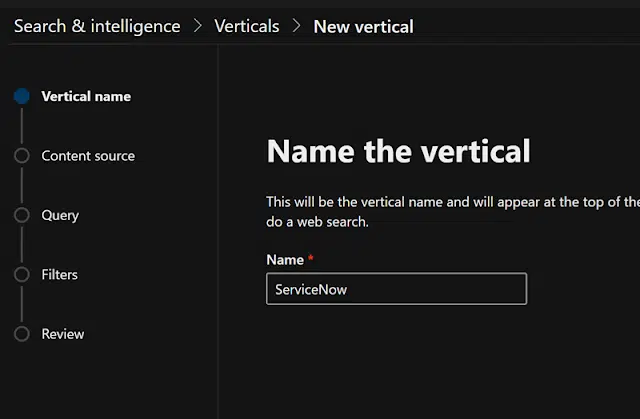 Search & intelligence > Verticals > New vertical
Vertical name
Content source
Query
Filters
Review
Name the vertical
This will be the vertical name and will appear at the top of the
do a web search.
Name *
ServiceNow